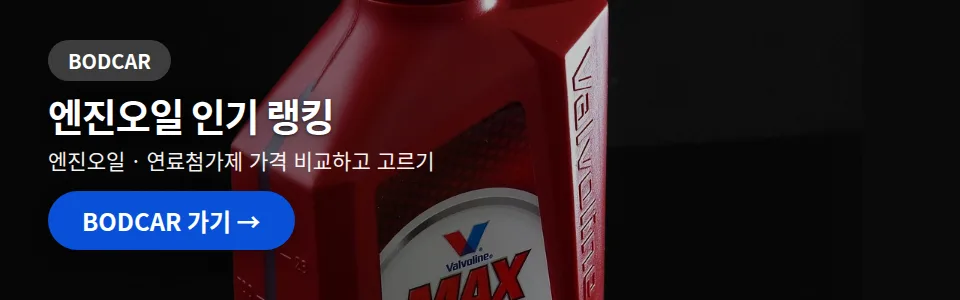 BODCAR
엔진오일 인기 랭킹
엔진오일 · 연료첨가제 가격 비교하고 고르기
BODCAR 가기 →
Valvoline
Valvoline
MAX